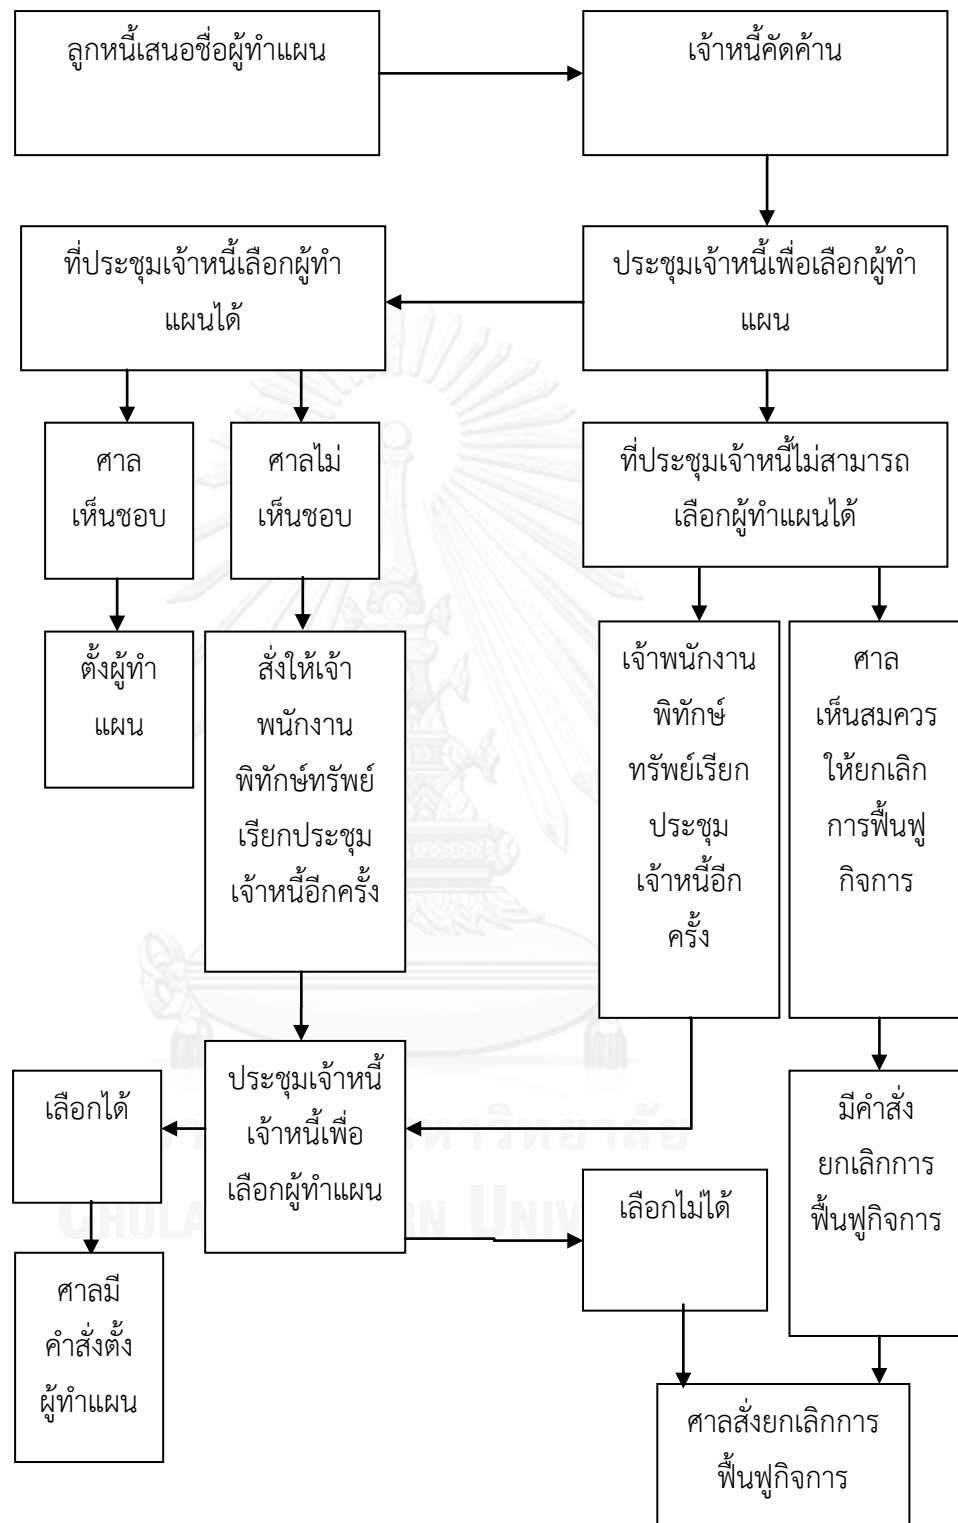 ลูกหนี้เสนอชื่อผู้ทำแผน
เจ้าหนี้คัดค้าน
ที่ประชุมเจ้าหนี้เลือกผู้ทำ
แผนได้
ประชุมเจ้าหนี้เพื่อเลือกผู้ทำ
แผน
ศาล
เห็นชอบ
ศาลไม่
เห็นชอบ
ที่ประชุมเจ้าหนี้ไม่สามารถ
เลือกผู้ทำแผนได้
ตั้งผู้ทำ
แผน
สั่งให้เจ้า
พนักงาน
พิทักษ์ทรัพย์
เรียกประชุม
เจ้าหนี้อีกครั้ง
เจ้าพนักงาน
พิทักษ์
ทรัพย์เรียก
ประชุม
เจ้าหนี้อีก
ครั้ง
ศาล
เห็นสมควร
ให้ยกเลิก
การฟื้นฟู
กิจการ
เลือกได้
ประชุมเจ้าหนี้
เจ้าหนี้เพื่อ
เลือกผู้ทำแผน
มีคำสั่ง
ยกเลิกการ
ฟื้นฟูกิจการ
เลือกไม่ได้
ศาลมี
คำสั่งตั้ง
ผู้ทำแผน
ศาลสั่งยกเลิกการ
ฟื้นฟูกิจการ